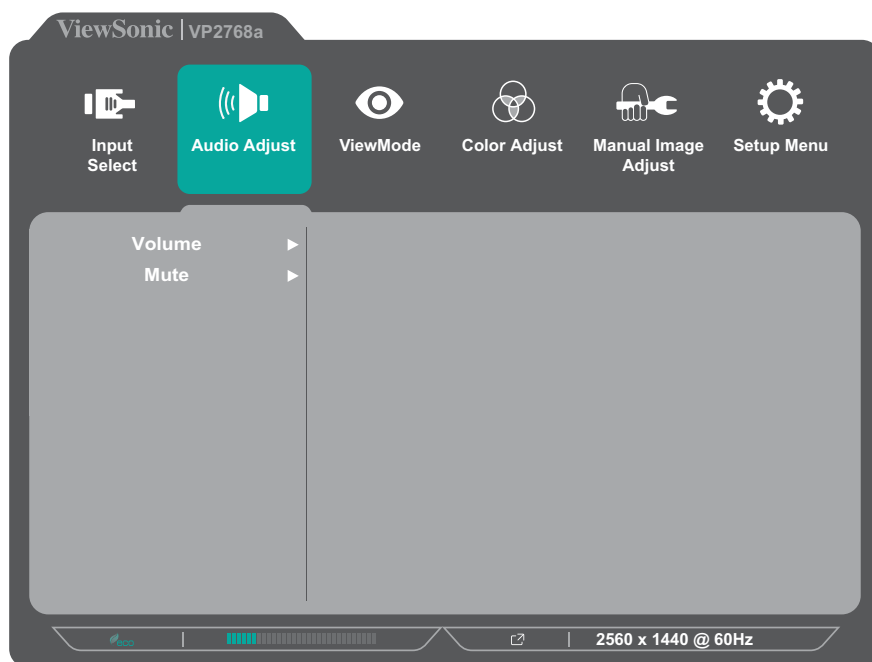 ViewSonic | VP2768a
Input Select
Audio Adjust
ViewMode
Color Adjust
Manual Image Adjust
Setup Menu
Volume
Mute
eco
2560 x 1440 @ 60Hz